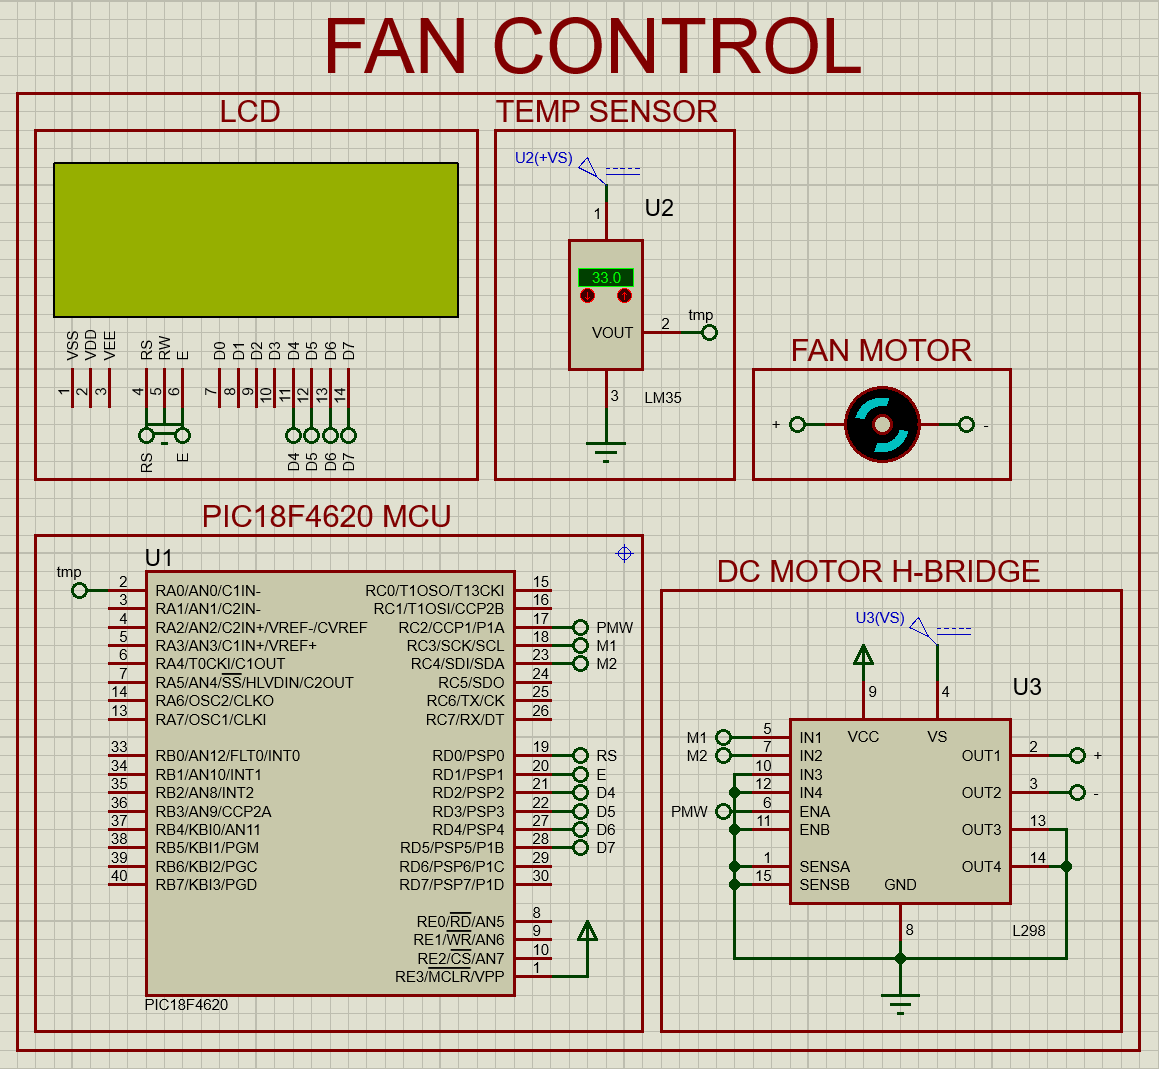 FAN CONTROL
LCD
VSS VDD VEE RS RW E D0 D1 D2 D3 D4 D5 D6 D7
1 2 3 4 5 6 7 8 9 10 11 12 13 14
RS E D4 D5 D6 D7
TEMP SENSOR
U2(+VS)
1
U2
33.0
VOUT
2
tmp
3
LM35
FAN MOTOR
+ -
PIC18F4620 MCU
U1
tmp
2 RA0/AN0/C1IN- RC0/T1OSO/T13CKI 15
3 RA1/AN1/C2IN- RC1/T1OSI/CCP2B 16
4 RA2/AN2/C2IN+/VREF-/CVREF RC2/CCP1/P1A 17 PMW
5 RA3/AN3/C1IN+/VREF+ RC3/SCK/SCL 18 M1
6 RA4/T0CKI/C1OUT RC4/SDI/SDA 23 M2
7 RA5/AN4/SS/HLVDIN/C2OUT RC5/SDO 24
14 RA6/OSC2/CLKO RC6/TX/CK 25
13 RA7/OSC1/CLKI RC7/RX/DT 26
33 RB0/AN12/FLT0/INT0 RD0/PSP0 19 RS
34 RB1/AN10/INT1 RD1/PSP1 20 E
35 RB2/AN8/INT2 RD2/PSP2 21 D4
36 RB3/AN9/CCP2A RD3/PSP3 22 D5
37 RB4/KBI0/AN11 RD4/PSP4 27 D6
38 RB5/KBI1/PGM RD5/PSP5/P1B 28 D7
39 RB6/KBI2/PGC RD6/PSP6/P1C 29
40 RB7/KBI3/PGD RD7/PSP7/P1D 30
RE0/RD/AN5 8
RE1/WR/AN6 9
RE2/CS/AN7 10
RE3/MCLR/VPP 1
PIC18F4620
DC MOTOR H-BRIDGE
U3(VS)
9 4
U3
VCC VS
M1 5 IN1
M2 7 IN2 OUT1 2 +
10 IN3
12 IN4 OUT2 3 -
PMW 6 ENA
11 ENB OUT3 13
1 SENSA OUT4 14
15 SENSB GND
8
L298